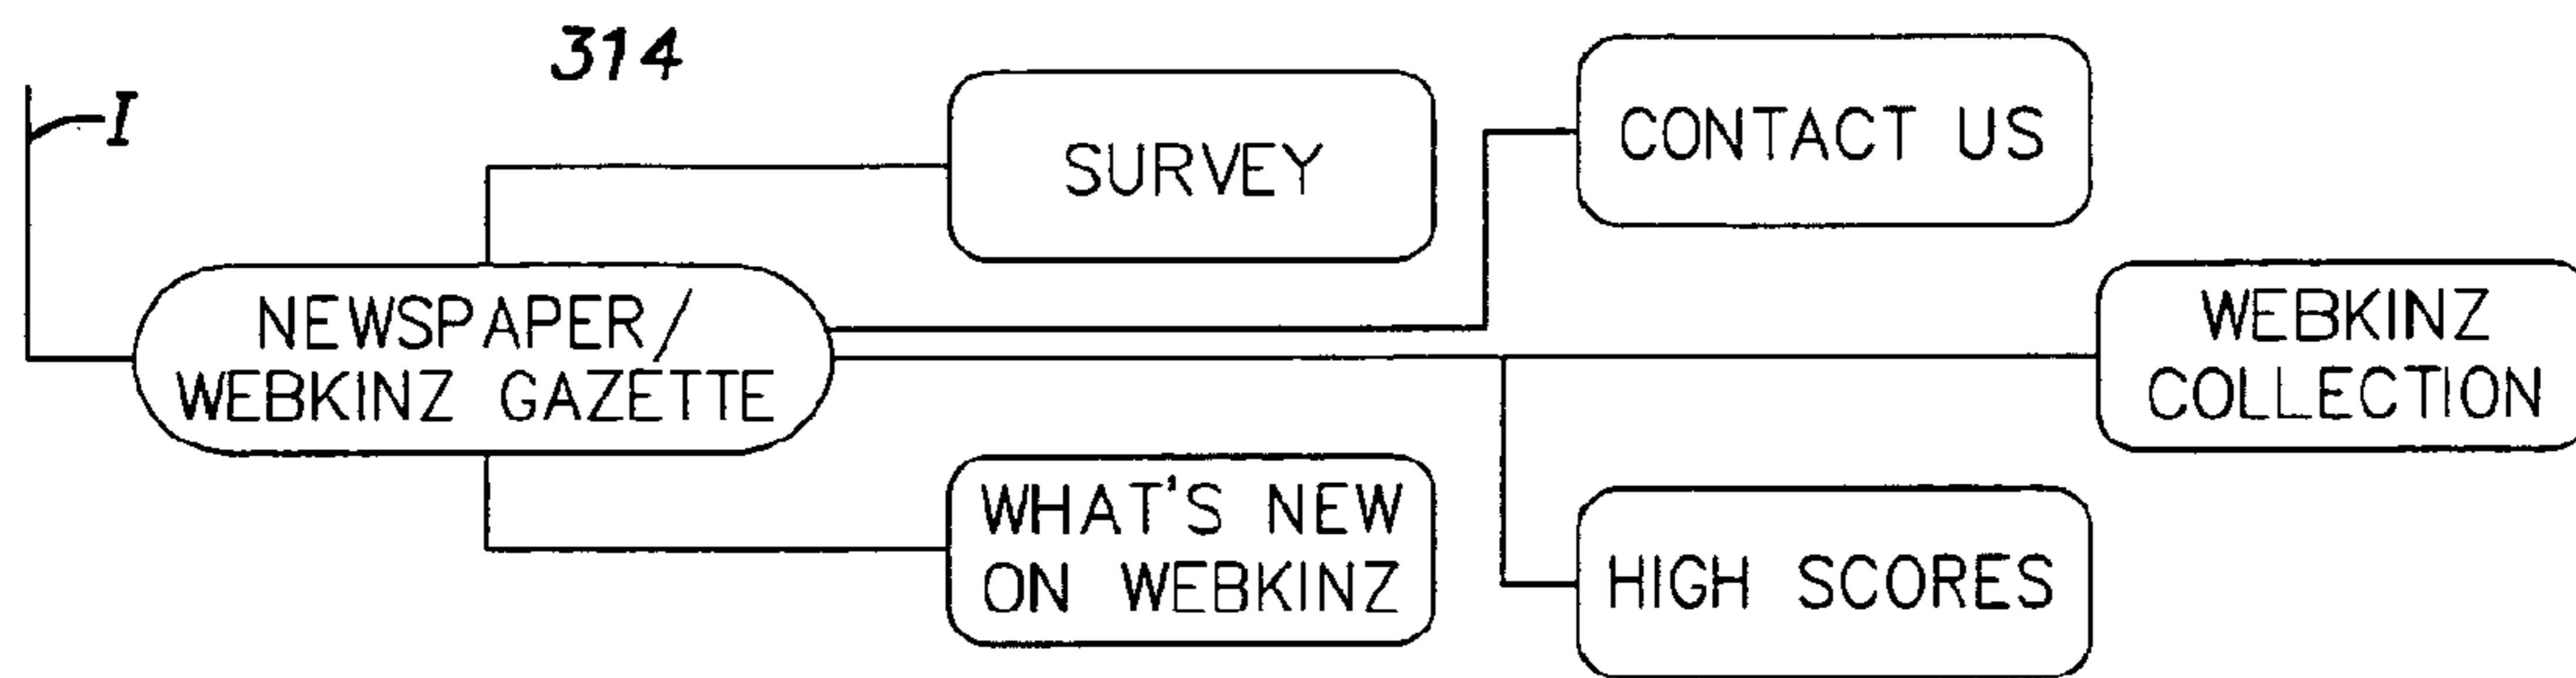 314
I
SURVEY
CONTACT US
NEWSPAPER/
WEBKINZ GAZETTE
WEBKINZ
COLLECTION
WHAT'S NEW
ON WEBKINZ
HIGH SCORES